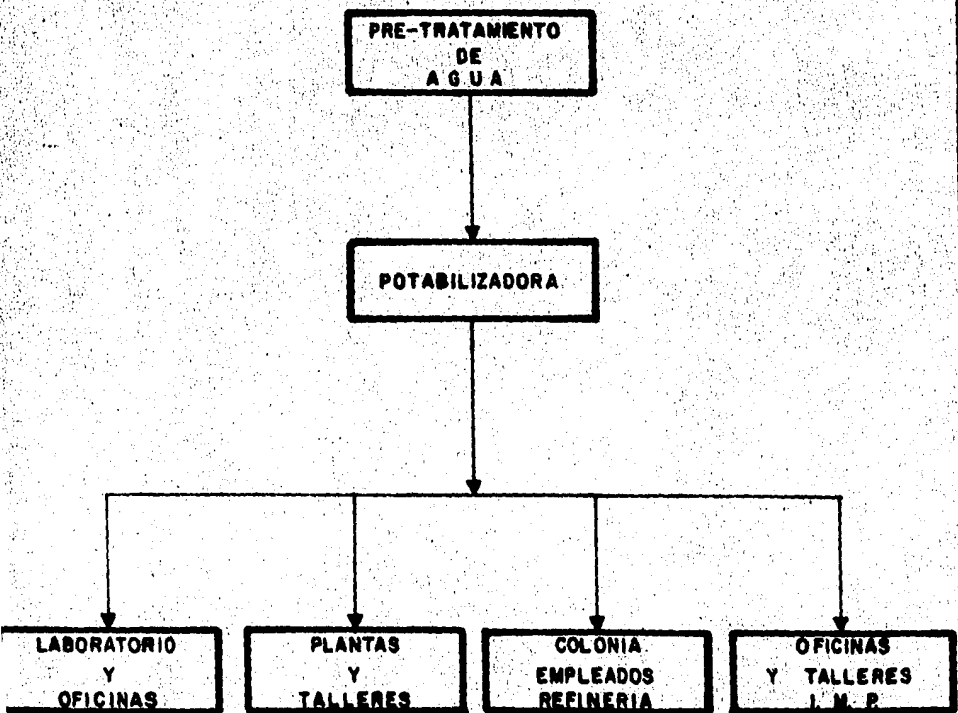 PRE-TRATAMIENTO
DE
AGUA
POTABILIZADORA
LABORATORIO
Y
OFICINAS
PLANTAS
Y
TALLERES
COLONIA
EMPLEADOS
REFINERIA
OFICINAS
Y TALLERES
I. M. P.